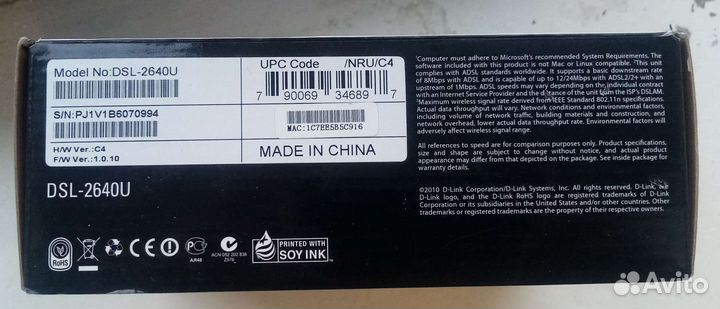 Model No:DSL-2640U
S/N:PJ1V1B6070994
H/W Ver.:C4
F/W Ver.:1.0.10
UPC Code /NRU/C4
7 90069 34689 7
MAC:1C7EE5B5C916
MADE IN CHINA
DSL-2640U
RoHS
AR46
ACN 052 202 838
Z576
PRINTED WITH
SOY INK
¹Computer must adhere to Microsoft's recommended System Requirements. The
software included with this product is not Mac or Linux compatible. ²This unit
complies with ADSL standards worldwide. It supports a basic downstream rate
of 8Mbps with ADSL and is capable of up to 12/24Mbps with ADSL2/2+ with an
upstream of 1Mbps. ADSL speeds may vary depending on the individual contract
with an Internet Service Provider and the distance of the unit from the ISP's DSLAM.
³Maximum wireless signal rate derived from IEEE Standard 802.11n specifications.
Actual data throughput will vary. Network conditions and environmental factors,
including volume of network traffic, building materials and construction, and
network overhead, lower actual data throughput rate. Environmental factors will
adversely affect wireless signal range.
All references to speed are for comparison purposes only. Product specifications,
size and shape are subject to change without notice, and actual product
appearance may differ from that depicted on the package. See inside package for
warranty details.
©2010 D-Link Corporation/D-Link Systems, Inc. All rights reserved. D-Link, the
D-Link logo, and the D-Link RoHS logo are trademarks or registered trademarks of D-Link
Corporation or its subsidiaries in the United States and/or other countries. Other
trademarks or registered trademarks are the property of their respective owners.
Avito